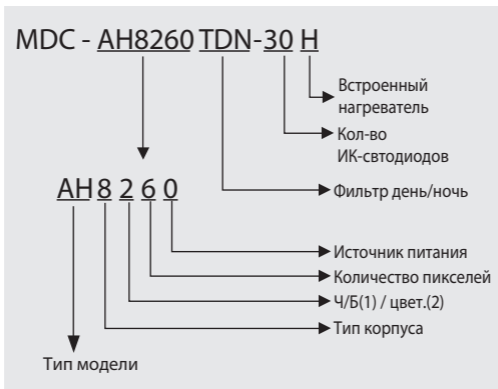 MDC - AH8260 TDN-30 H
Встроенный
нагреватель
Кол-во
ИК-свтодиодов
Фильтр день/ночь
AH 8 2 6 0
Источник питания
Количество пикселей
Ч/Б(1) / цвет.(2)
Тип корпуса
Тип модели